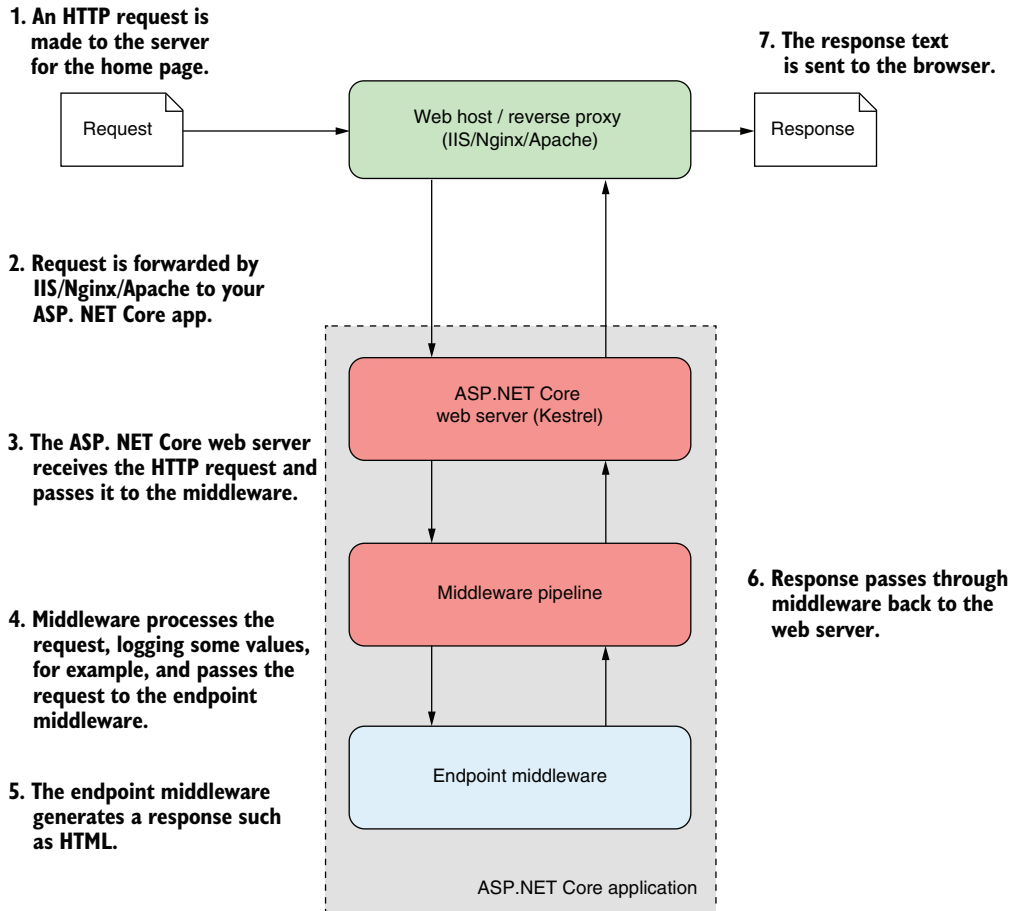 1. An HTTP request is
made to the server
for the home page.
7. The response text
is sent to the browser.
Request
Web host / reverse proxy
(IIS/Nginx/Apache)
Response
2. Request is forwarded by
IIS/Nginx/Apache to your
ASP. NET Core app.
ASP.NET Core
web server (Kestrel)
3. The ASP. NET Core web server
receives the HTTP request and
passes it to the middleware.
Middleware pipeline
6. Response passes through
middleware back to the
web server.
4. Middleware processes the
request, logging some values,
for example, and passes the
request to the endpoint
middleware.
Endpoint middleware
5. The endpoint middleware
generates a response such
as HTML.
ASP.NET Core application